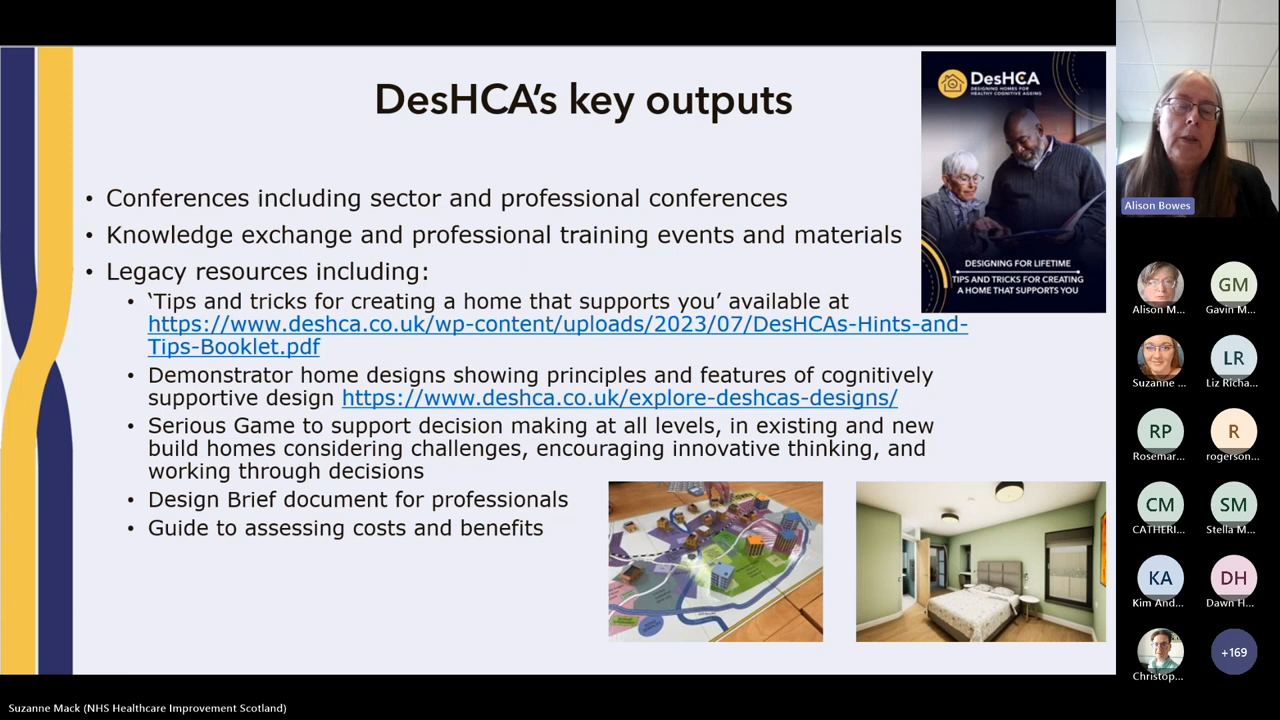 DesHCA's key outputs
• Conferences including sector and professional conferences
• Knowledge exchange and professional training events and materials
• Legacy resources including:
• ‘Tips and tricks for creating a home that supports you’ available at
https://www.deshca.co.uk/wp-content/uploads/2023/07/DesHCAs-Hints-and-
Tips-Booklet.pdf
• Demonstrator home designs showing principles and features of cognitively
supportive design https://www.deshca.co.uk/explore-deshcas-designs/
• Serious Game to support decision making at all levels, in existing and new
build homes considering challenges, encouraging innovative thinking, and
working through decisions
• Design Brief document for professionals
• Guide to assessing costs and benefits
DesHCA
DESIGNING HOMES FOR
HEALTHY COGNITIVE AGEING
DESIGNING FOR LIFETIME
TIPS AND TRICKS FOR CREATING
A HOME THAT SUPPORTS YOU
Alison Bowes
Alison M...
GM
Gavin M...
Suzanne ...
LR
Liz Richa...
RP
Rosemar...
R
rogerson...
CM
CATHERI...
SM
Stella M...
KA
Kim And...
DH
Dawn H...
Christop...
+169
Suzanne Mack (NHS Healthcare Improvement Scotland)